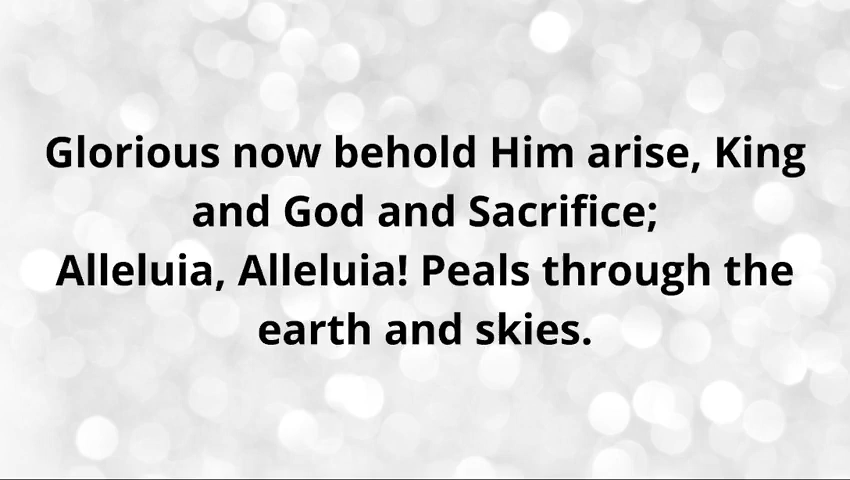 Glorious now behold Him arise, King
and God and Sacrifice;
Alleluia, Alleluia! Peals through the
earth and skies.